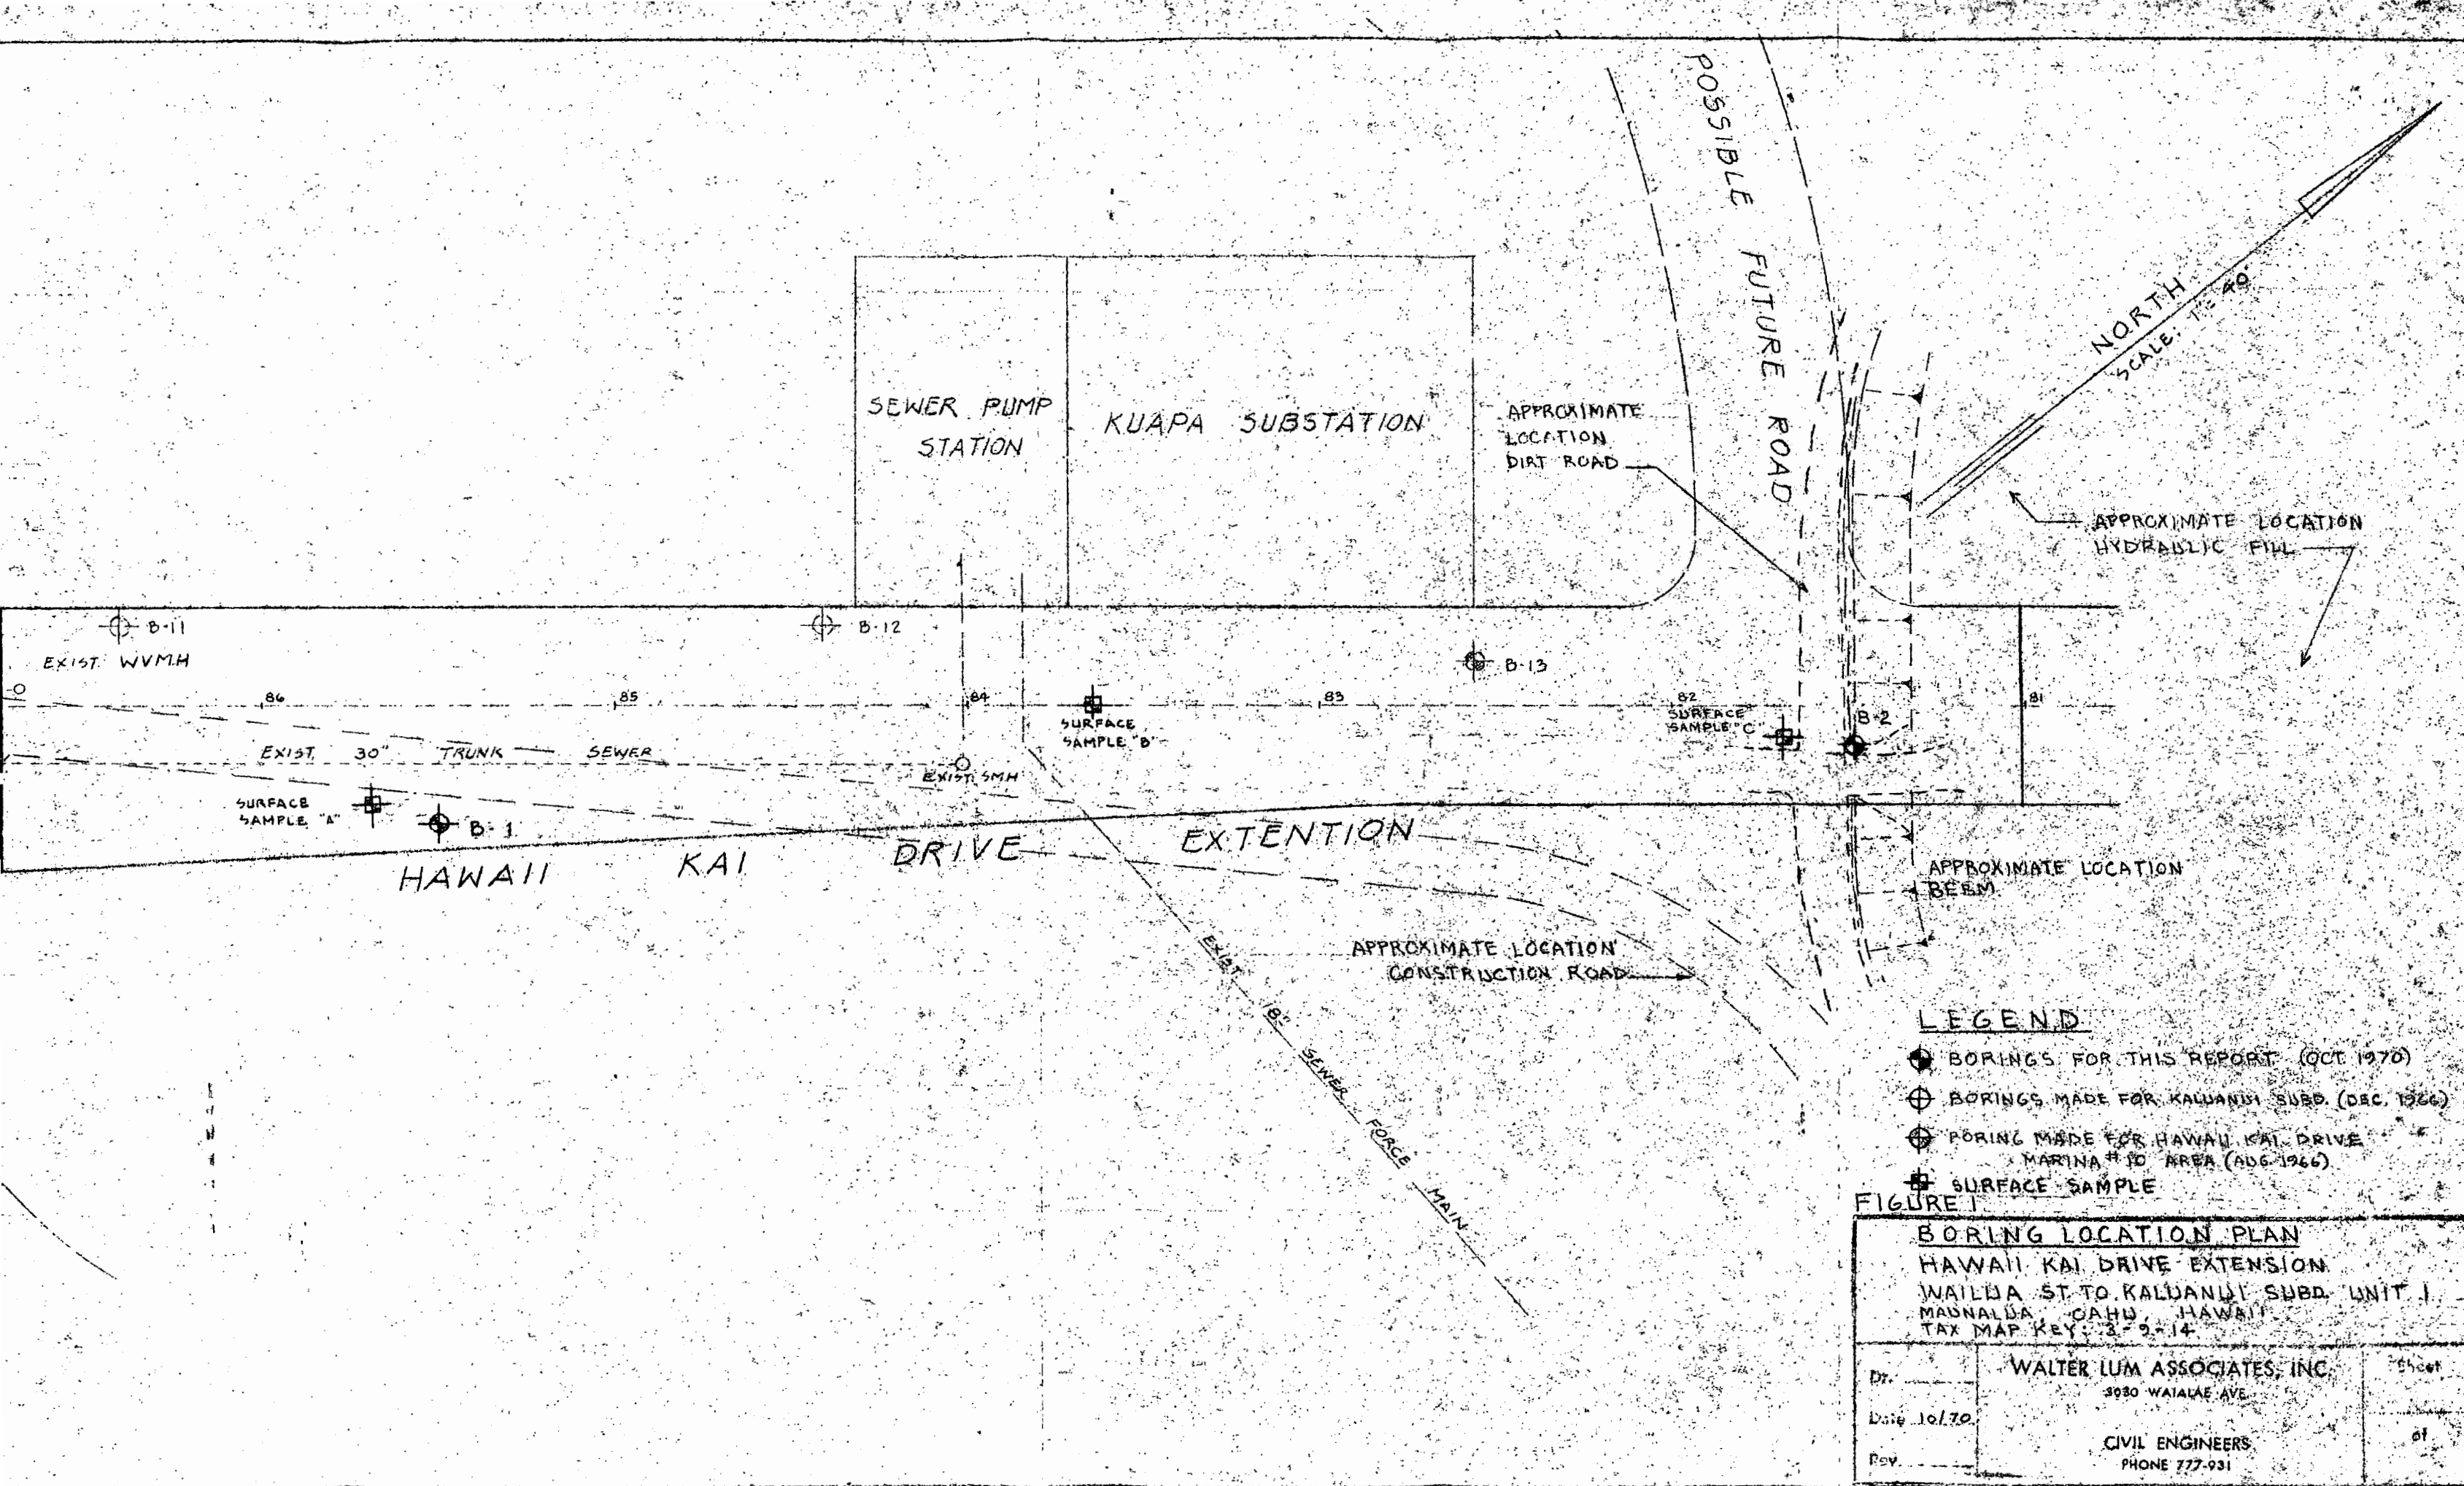 POSSIBLE FUTURE ROAD
NORTH
SCALE: 1"= 40'
SEWER PUMP
STATION
KUAPA SUBSTATION
APPROXIMATE
LOCATION
DIRT ROAD
APPROXIMATE LOCATION
HYDRAULIC FILL
B-11
B-12
B-13
EXIST. WVMH
86
85
84
83
82
81
SURFACE
SAMPLE "B"
SURFACE
SAMPLE "C"
B-2
EXIST. 30" TRUNK SEWER
EXIST. SMH
SURFACE
SAMPLE "A"
B-1
HAWAII KAI DRIVE EXTENTION
APPROXIMATE LOCATION
BERM
APPROXIMATE LOCATION
CONSTRUCTION ROAD
EXIST. 18" SEWER FORCE MAIN
LEGEND
BORINGS FOR THIS REPORT (OCT. 1970)
BORINGS MADE FOR KALUANUI SUBD. (DEC. 1966)
BORING MADE FOR HAWAII KAI DRIVE
MARINA #10 AREA (AUG. 1966)
SURFACE SAMPLE
FIGURE 1
BORING LOCATION PLAN
HAWAII KAI DRIVE EXTENSION
WAILUA ST. TO KALUANUI SUBD. UNIT 1
MAUNALUA, OAHU, HAWAII
TAX MAP KEY: 3-9-14
Dr.
WALTER LUM ASSOCIATES, INC.
3030 WAIALAE AVE.
Sheet
Date 10/70
of
CIVIL ENGINEERS
PHONE 777-931
Rev.